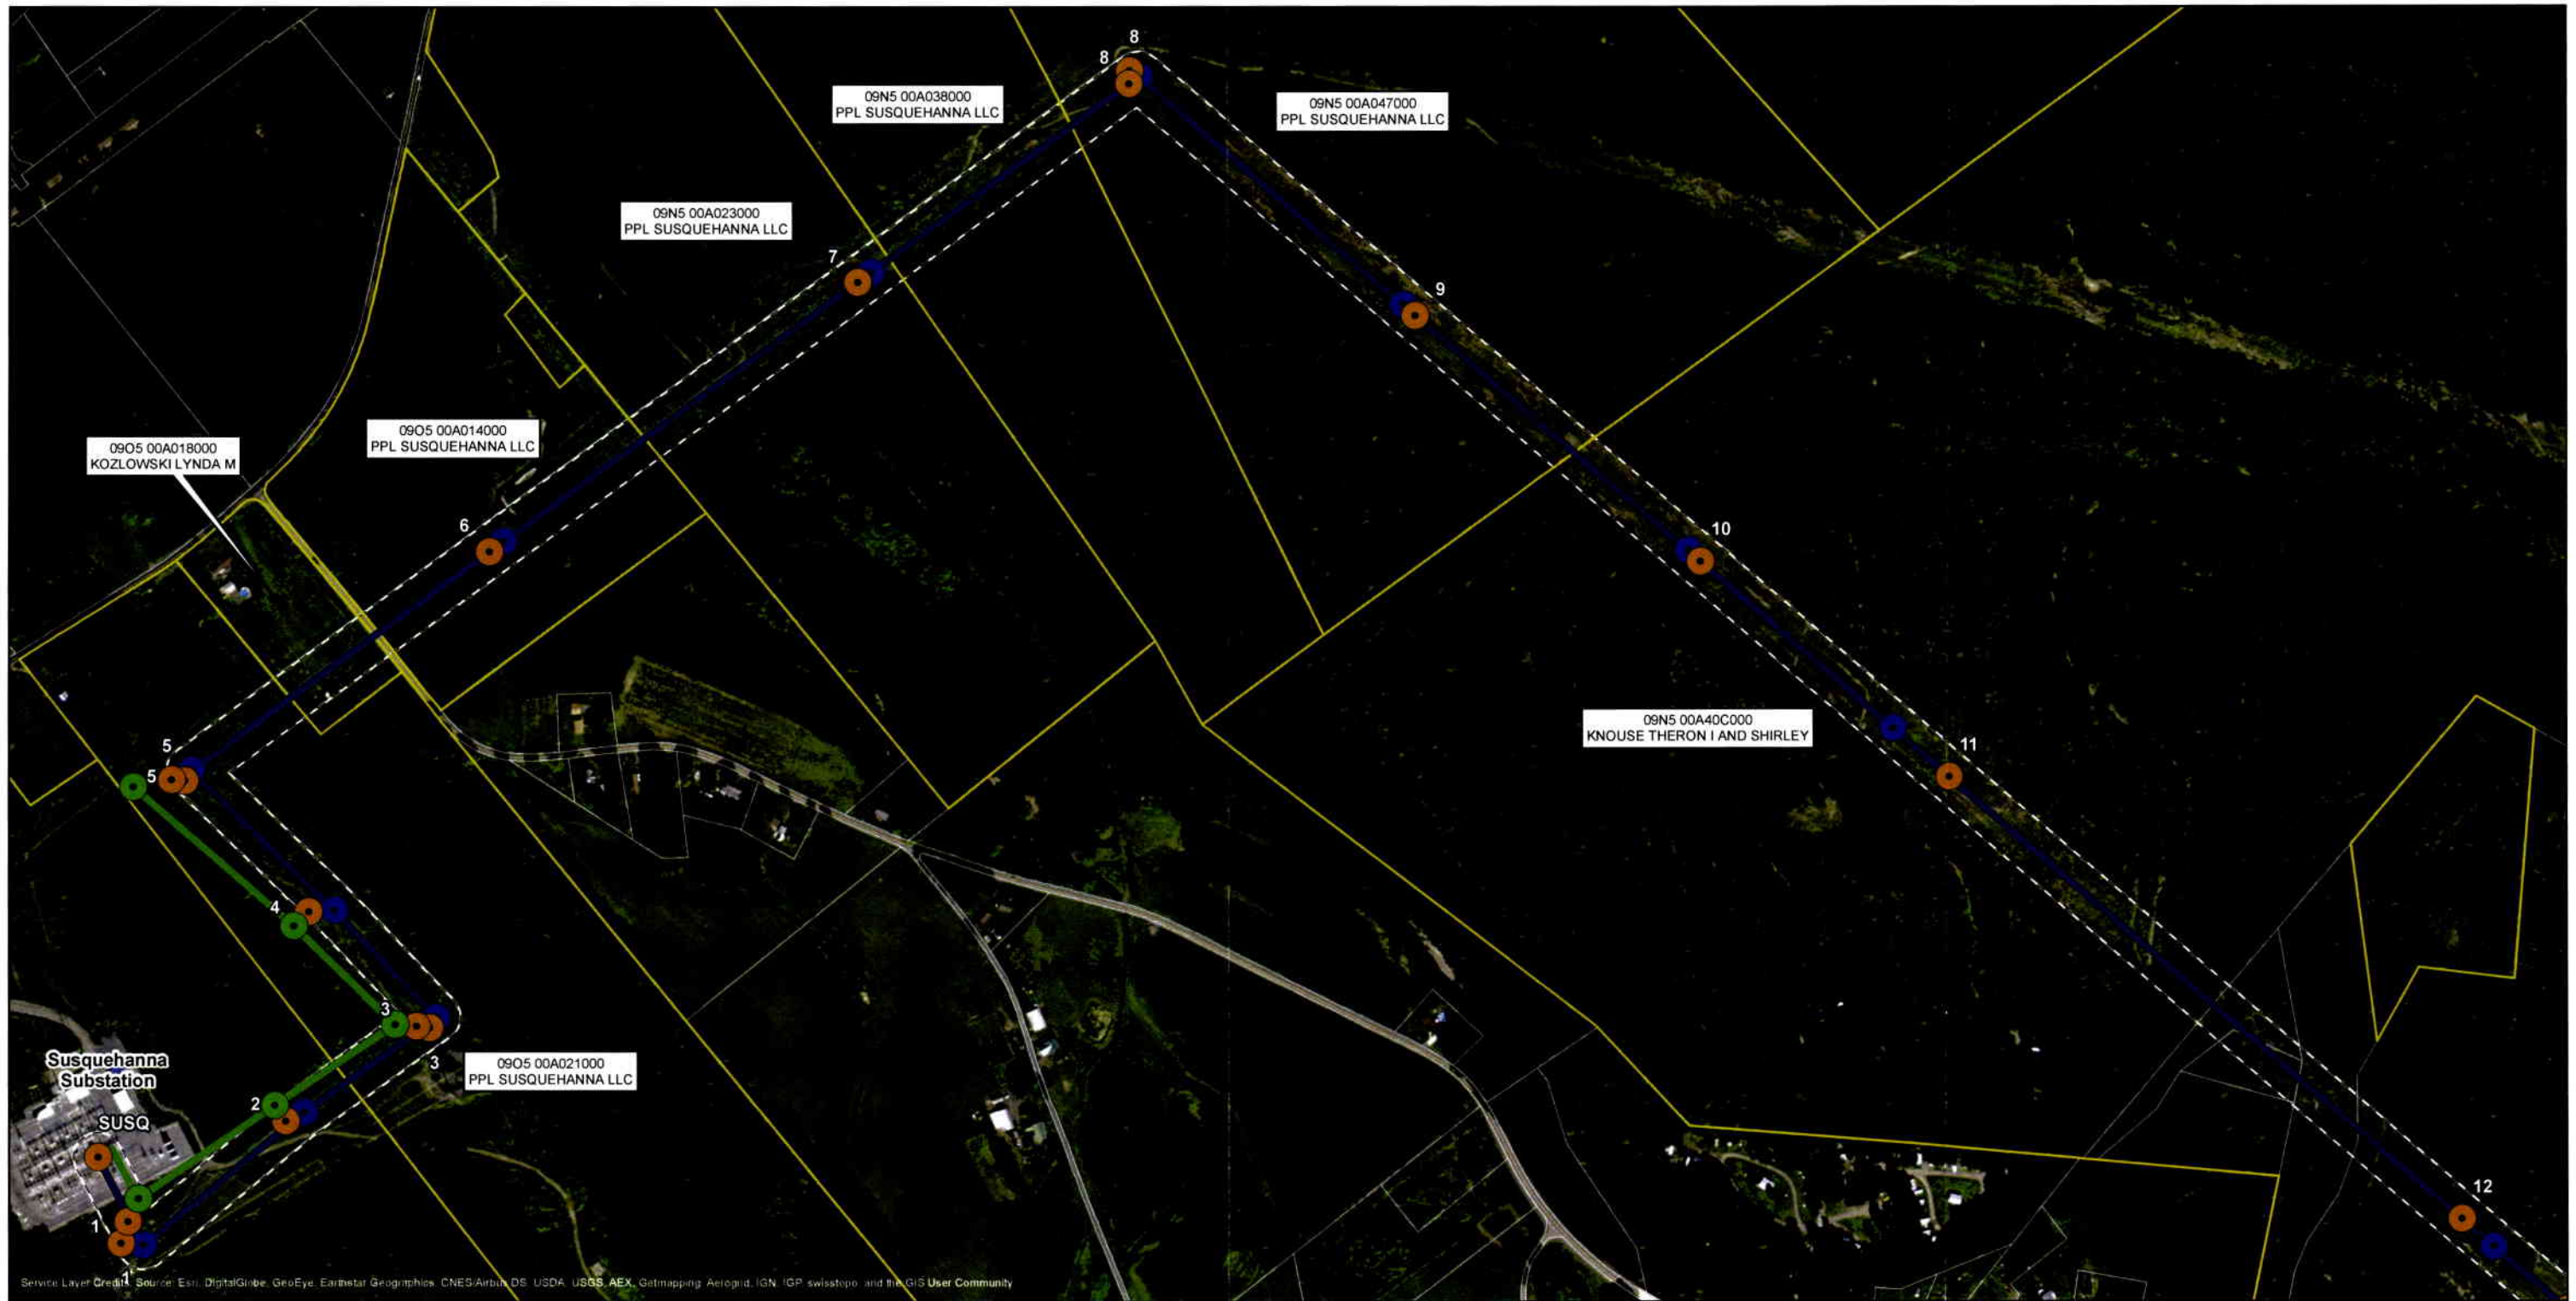 8
8
09N5 00A038000
PPL SUSQUEHANNA LLC
09N5 00A047000
PPL SUSQUEHANNA LLC
09N5 00A023000
PPL SUSQUEHANNA LLC
7
9
09O5 00A014000
PPL SUSQUEHANNA LLC
09O5 00A018000
KOZLOWSKI LYNDA M
6
10
09N5 00A40C000
KNOUSE THERON I AND SHIRLEY
11
5
5
4
3
3
09O5 00A021000
PPL SUSQUEHANNA LLC
Susquehanna
Substation
2
SUSQ
12
1
1
Service Layer Credits: Source: Esri, DigitalGlobe, GeoEye, Earthstar Geographics, CNES/Airbus DS, USDA, USGS, AEX, Getmapping, Aerogrid, IGN, IGP, swisstopo, and the GIS User Community